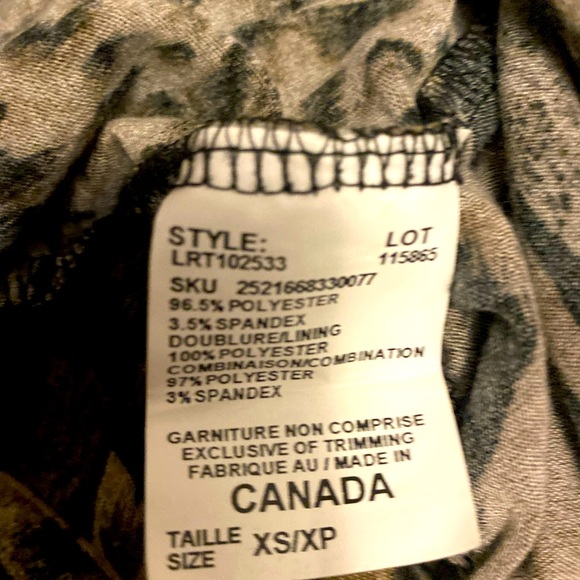 STYLE: LOT
LRT102533 115865
SKU 2521668330077
96.5% POLYESTER
3.5% SPANDEX
DOUBLURE/LINING
100% POLYESTER
COMBINAISON/COMBINATION
97% POLYESTER
3% SPANDEX
GARNITURE NON COMPRISE
EXCLUSIVE OF TRIMMING
FABRIQUE AU / MADE IN
CANADA
TAILLE
SIZE XS/XP